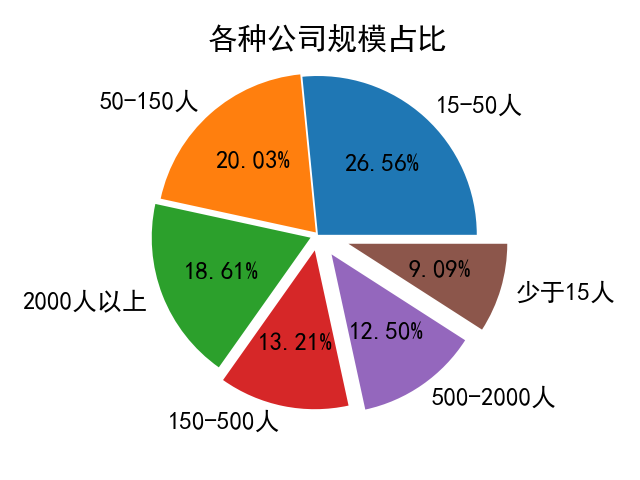 各种公司规模占比
50-150人
15-50人
20.03%
26.56%
18.61%
9.09%
2000人以上
少于15人
13.21%
12.50%
150-500人
500-2000人